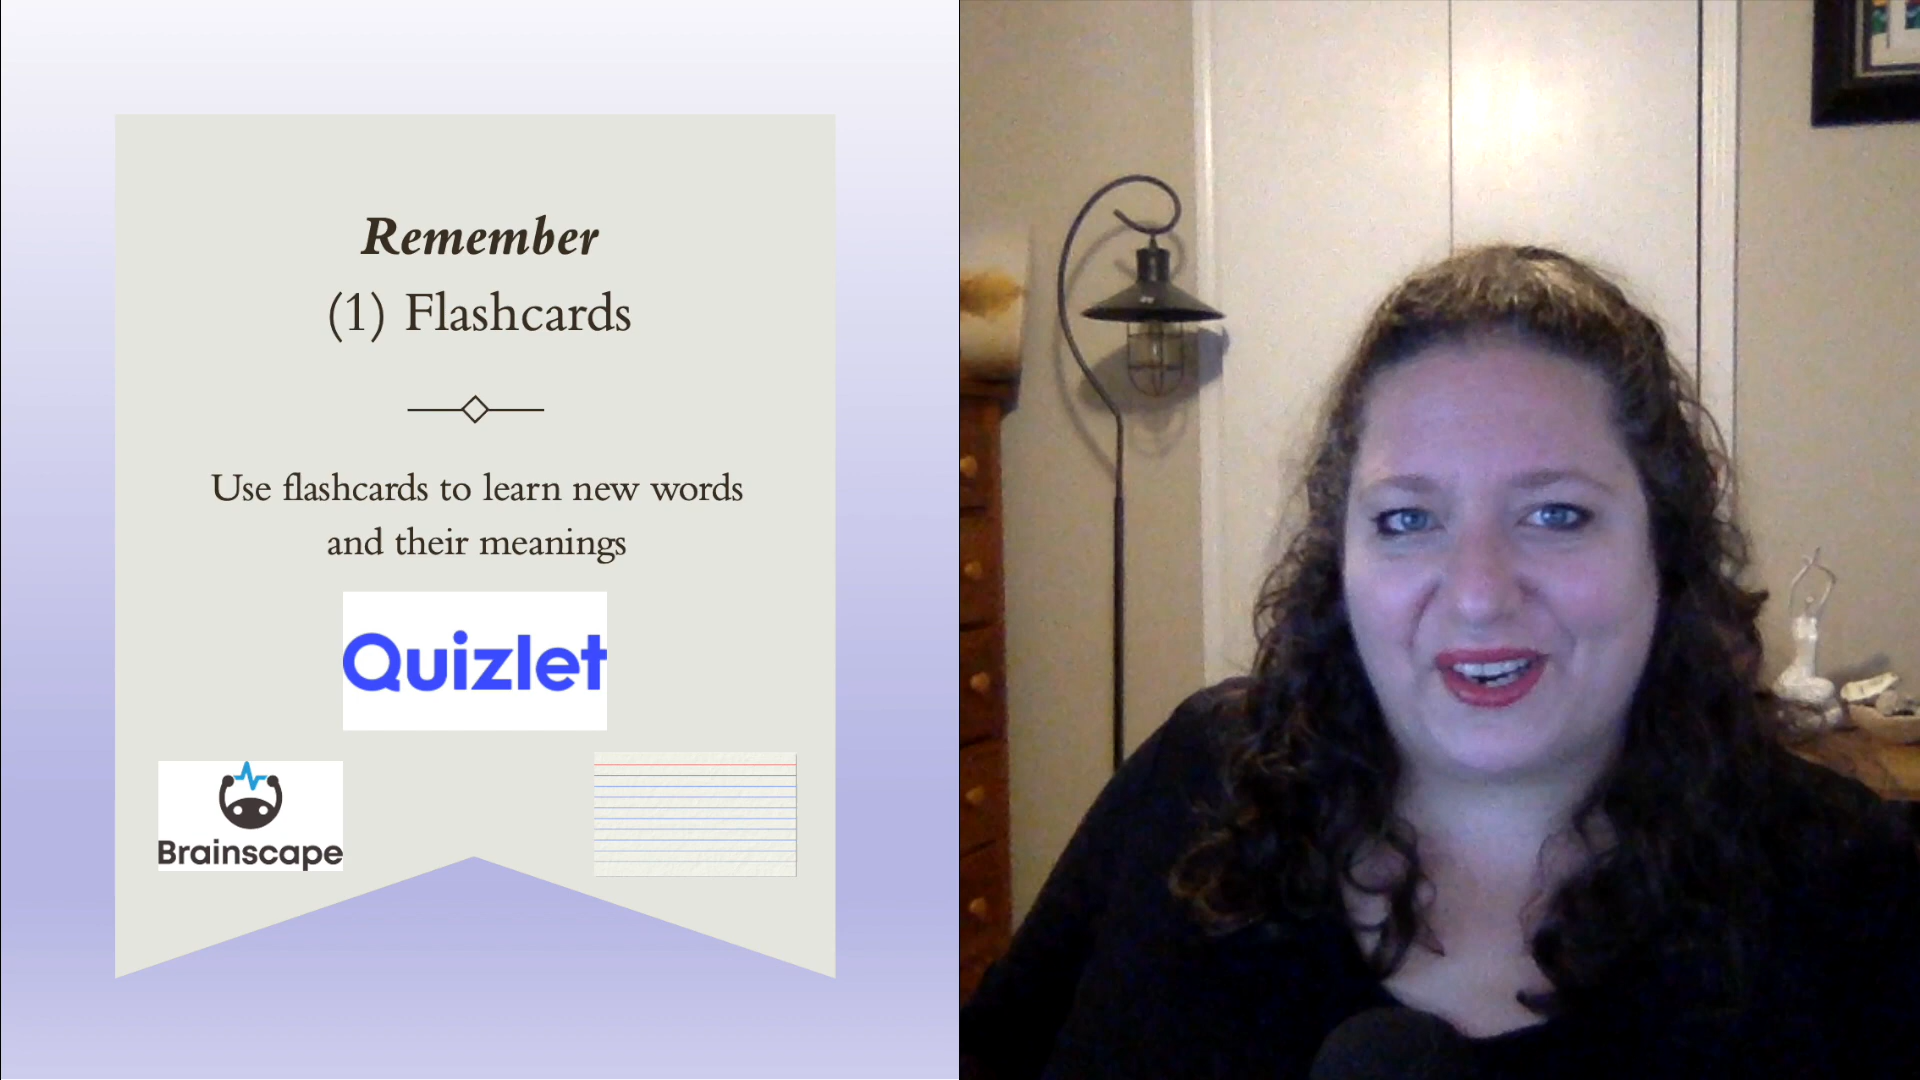 Remember
(1) Flashcards
Use flashcards to learn new words
and their meanings
Quizlet
Brainscape